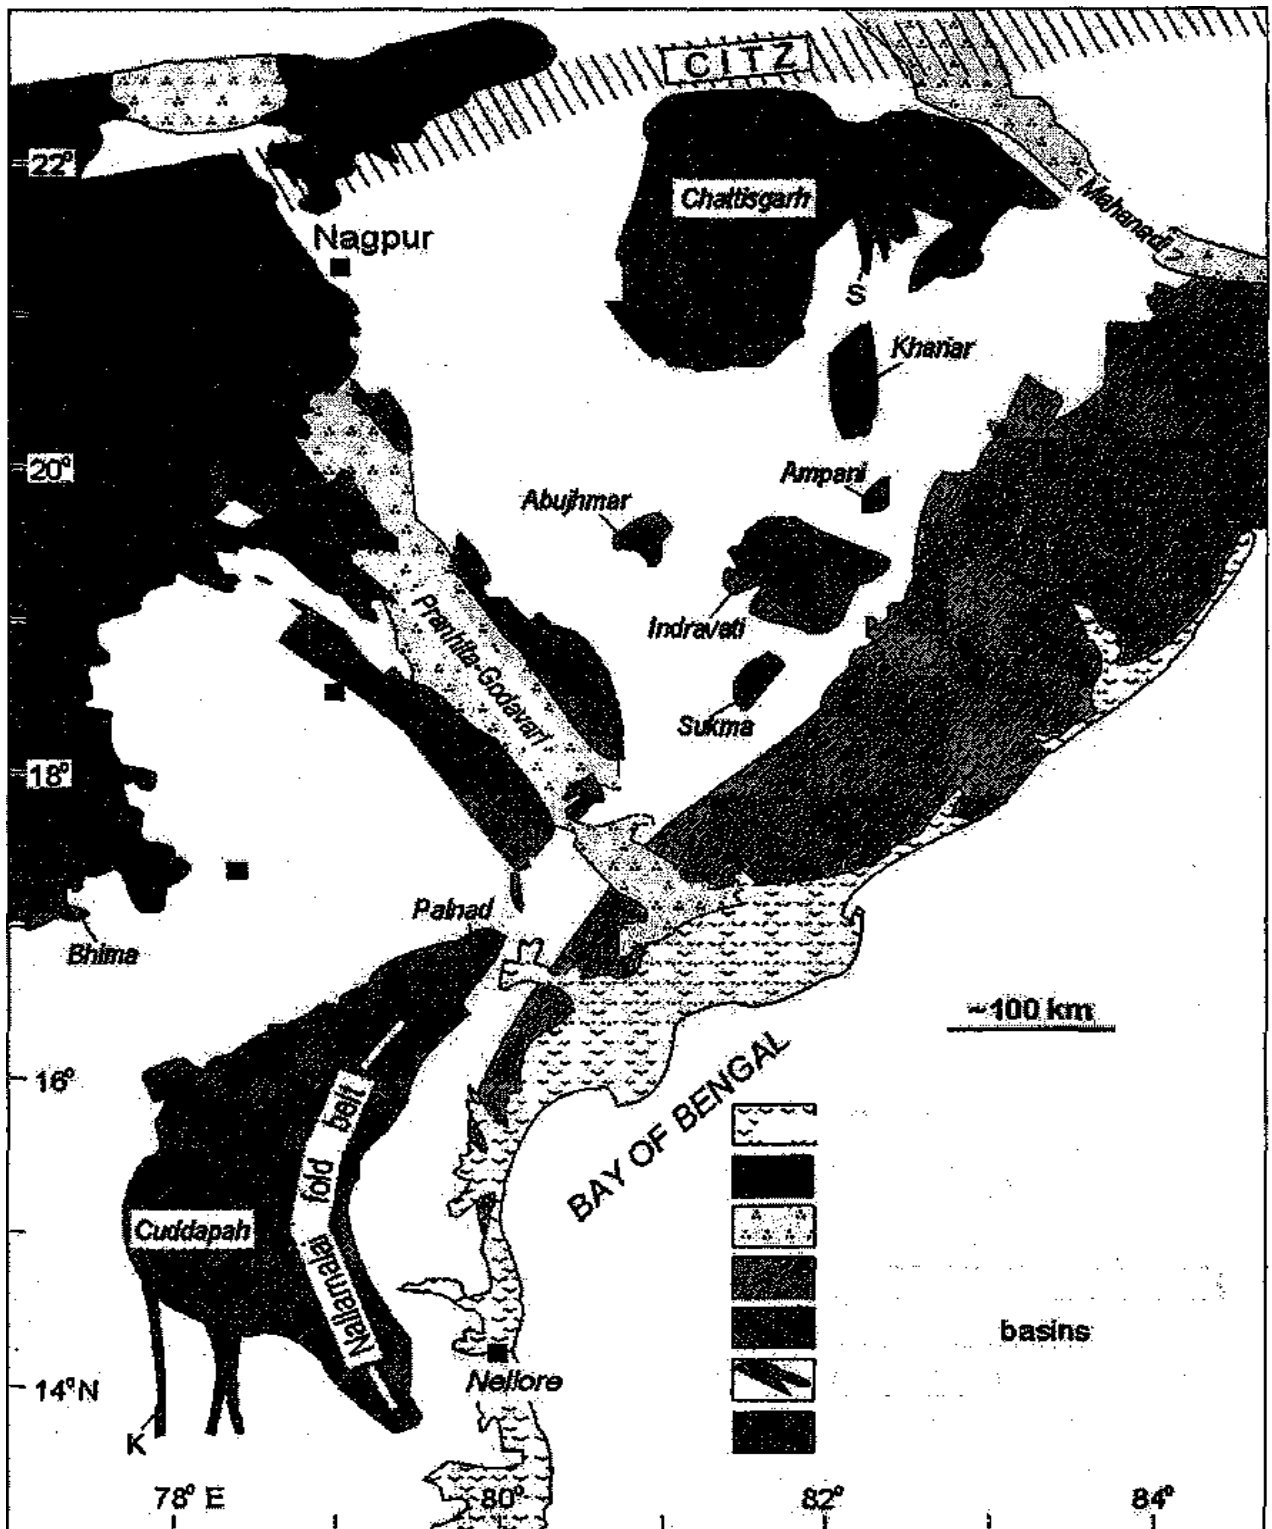 CITZ
22°
Chattisgarh
Mahanadi
Nagpur
S
Khariar
20°
Ampani
Abujhmar
Pranhita-Godavari
Indravati
Sukma
18°
Palnad
Bhima
~100 km
16°
BAY OF BENGAL
Nallamalai fold belt
Cuddapah
basins
14° N
Nellore
K
78° E
80°
82°
84°